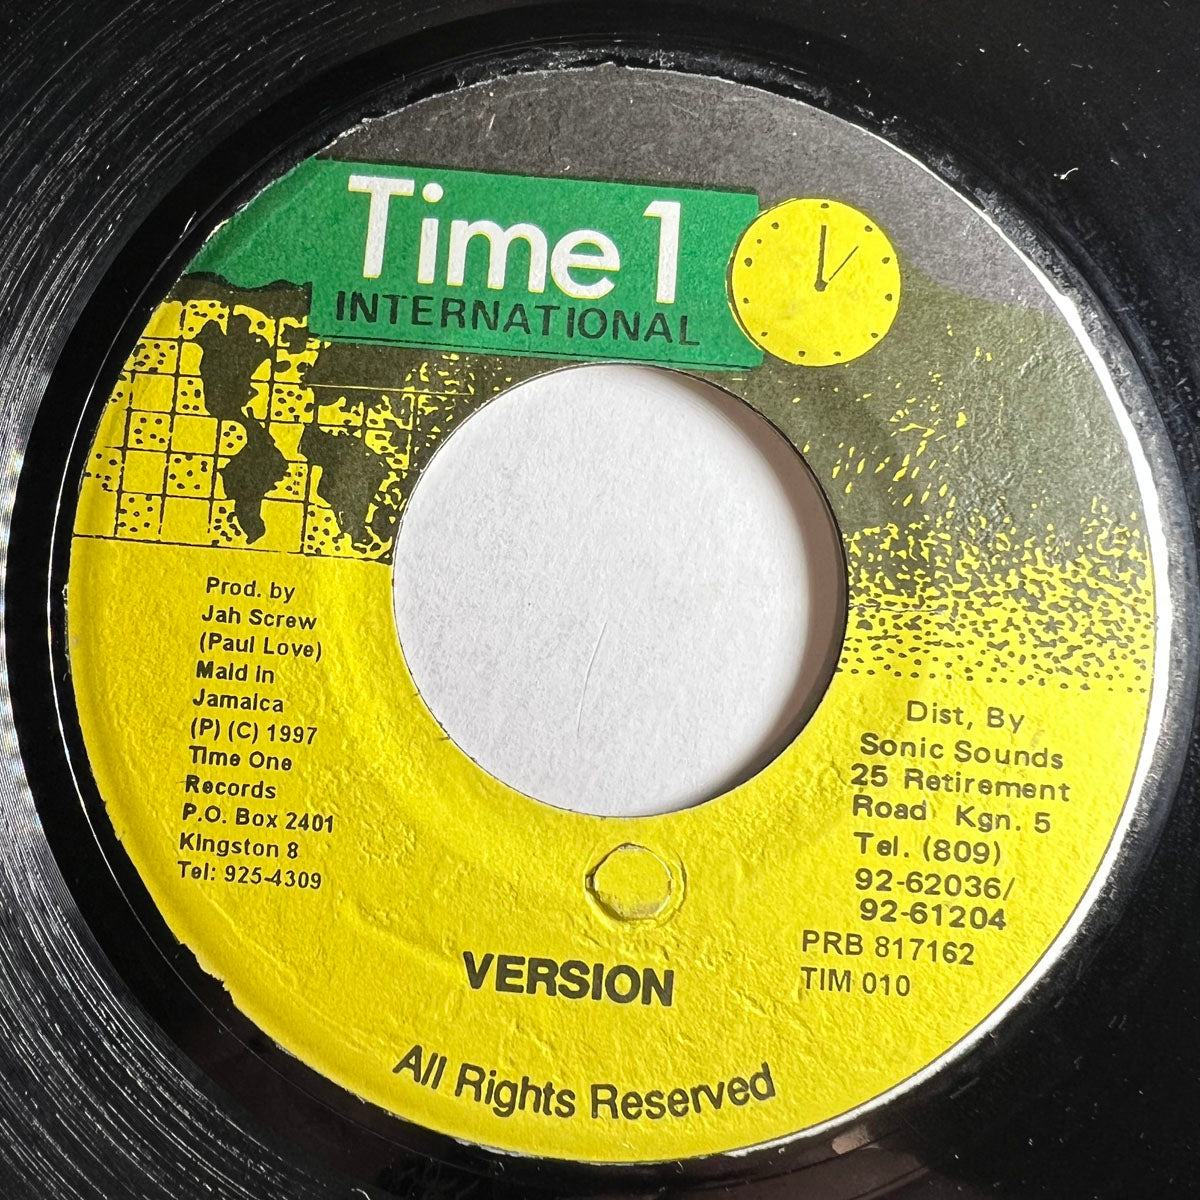 Time 1
INTERNATIONAL
Prod. by
Jah Screw
(Paul Love)
Maid in
Jamaica
(P) (C) 1997
Time One
Records
P.O. Box 2401
Kingston 8
Tel: 925-4309
Dist, By
Sonic Sounds
25 Retirement
Road Kgn. 5
Tel. (809)
92-62036/
92-61204
PRB 817162
TIM 010
VERSION
All Rights Reserved